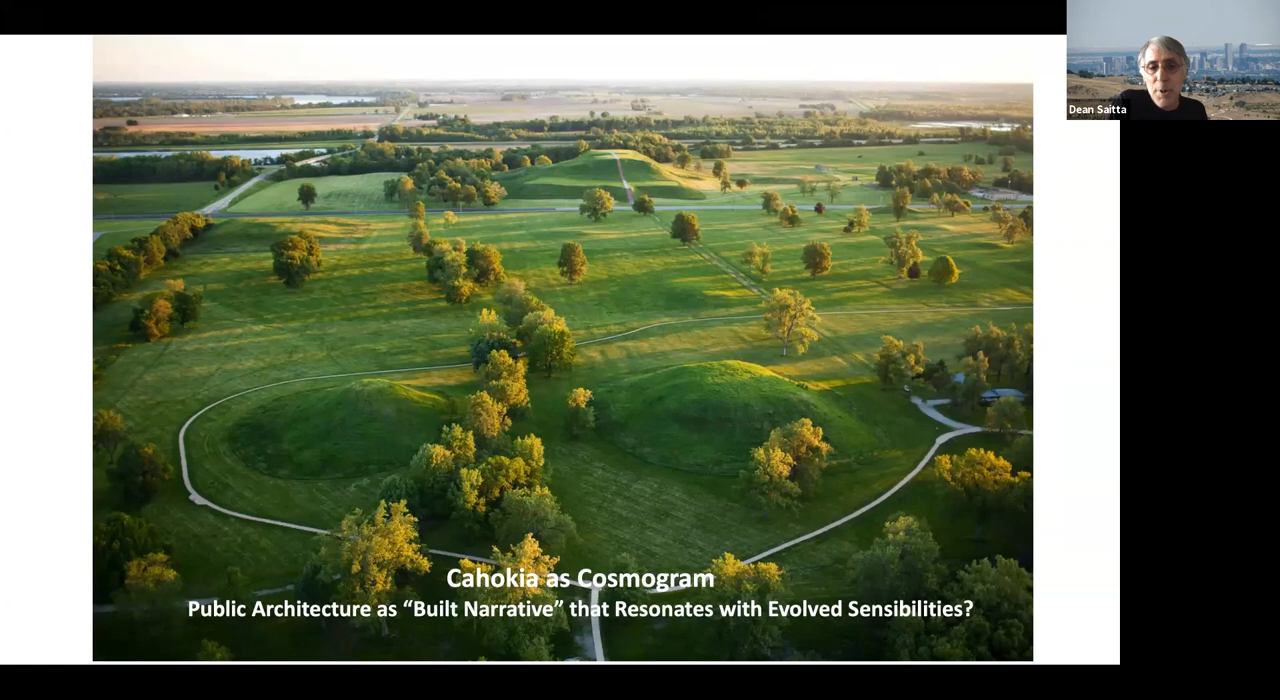 Dean Saitta
Cahokia as Cosmogram
Public Architecture as “Built Narrative” that Resonates with Evolved Sensibilities?